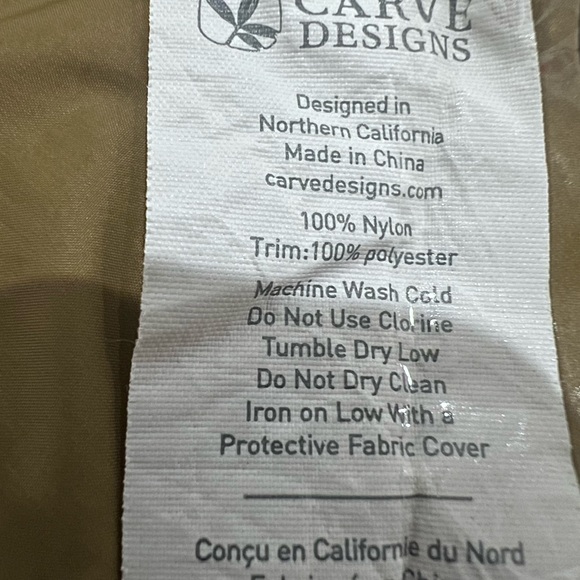 CARVE
DESIGNS
Designed in
Northern California
Made in China
carvedesigns.com
100% Nylon
Trim:100% polyester
Machine Wash Cold
Do Not Use Clorine
Tumble Dry Low
Do Not Dry Clean
Iron on Low With a
Protective Fabric Cover
Conçu en Californie du Nord